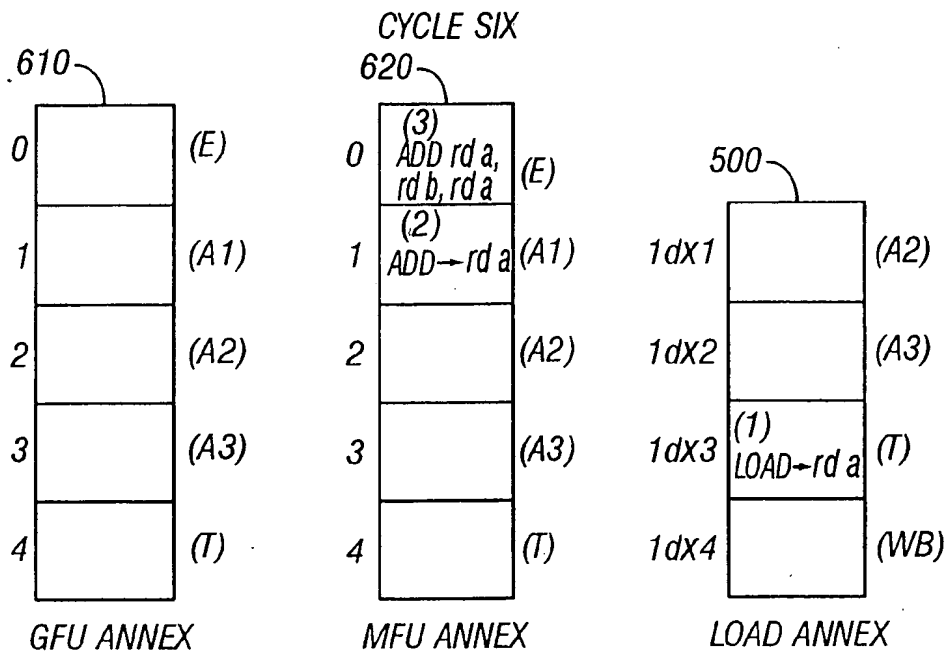 CYCLE SIX
610
0 (E)
1 (A1)
2 (A2)
3 (A3)
4 (T)
GFU ANNEX
620
0 (3)
ADD rd a,
rd b, rd a (E)
1 (2)
ADD→rd a (A1)
2 (A2)
3 (A3)
4 (T)
MFU ANNEX
500
1dx1 (A2)
1dx2 (A3)
1dx3 (1)
LOAD→rd a (T)
1dx4 (WB)
LOAD ANNEX